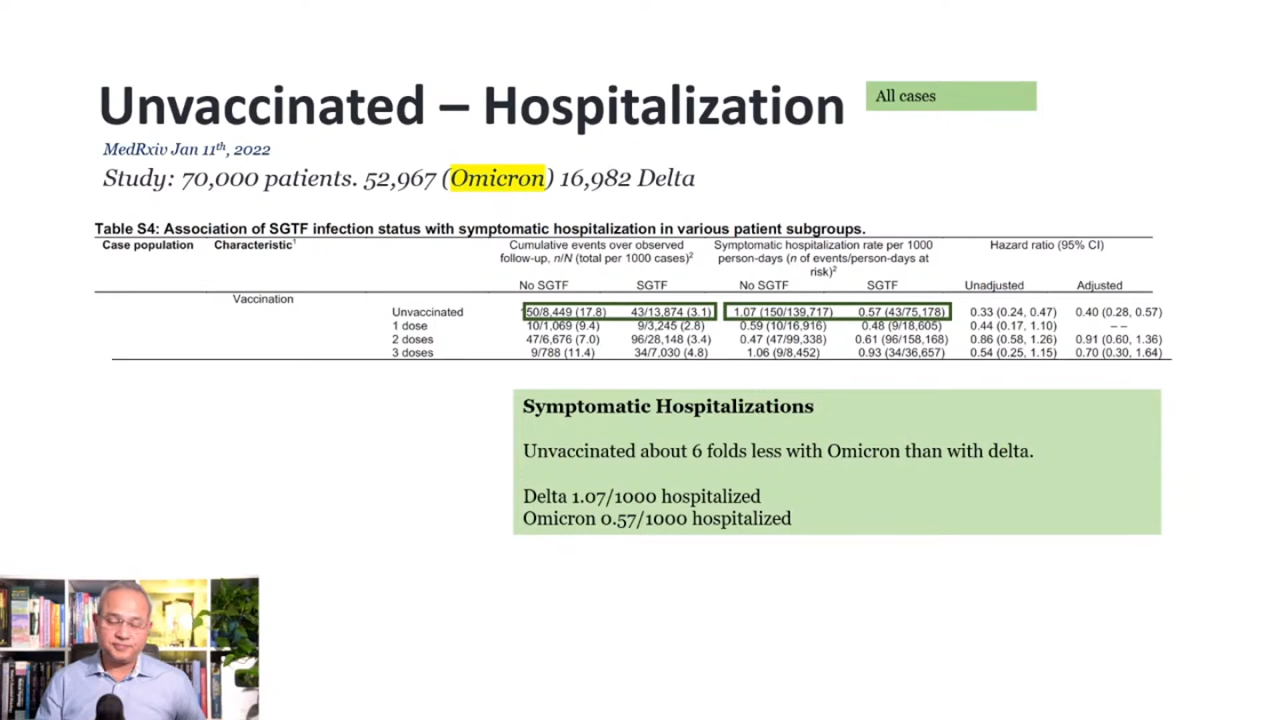 Unvaccinated – Hospitalization
All cases
MedRxiv Jan 11th, 2022
Study: 70,000 patients. 52,967 (Omicron) 16,982 Delta
Table S4: Association of SGTF infection status with symptomatic hospitalization in various patient subgroups.
Case population Characteristic1 Cumulative events over observed Symptomatic hospitalization rate per 1000 Hazard ratio (95% CI)
follow-up, n/N (total per 1000 cases)2 person-days (n of events/person-days at
risk)2
No SGTF SGTF No SGTF SGTF Unadjusted Adjusted
Vaccination
Unvaccinated 150/8,449 (17.8) 43/13,874 (3.1) 1.07 (150/139,717) 0.57 (43/75,178) 0.33 (0.24, 0.47) 0.40 (0.28, 0.57)
1 dose 10/1,069 (9.4) 9/3,245 (2.8) 0.59 (10/16,916) 0.48 (9/18,605) 0.44 (0.17, 1.10) – –
2 doses 47/6,676 (7.0) 96/28,148 (3.4) 0.47 (47/99,338) 0.61 (96/158,168) 0.86 (0.58, 1.26) 0.91 (0.60, 1.36)
3 doses 9/788 (11.4) 34/7,030 (4.8) 1.06 (9/8,452) 0.93 (34/36,657) 0.54 (0.25, 1.15) 0.70 (0.30, 1.64)
Symptomatic Hospitalizations
Unvaccinated about 6 folds less with Omicron than with delta.
Delta 1.07/1000 hospitalized
Omicron 0.57/1000 hospitalized